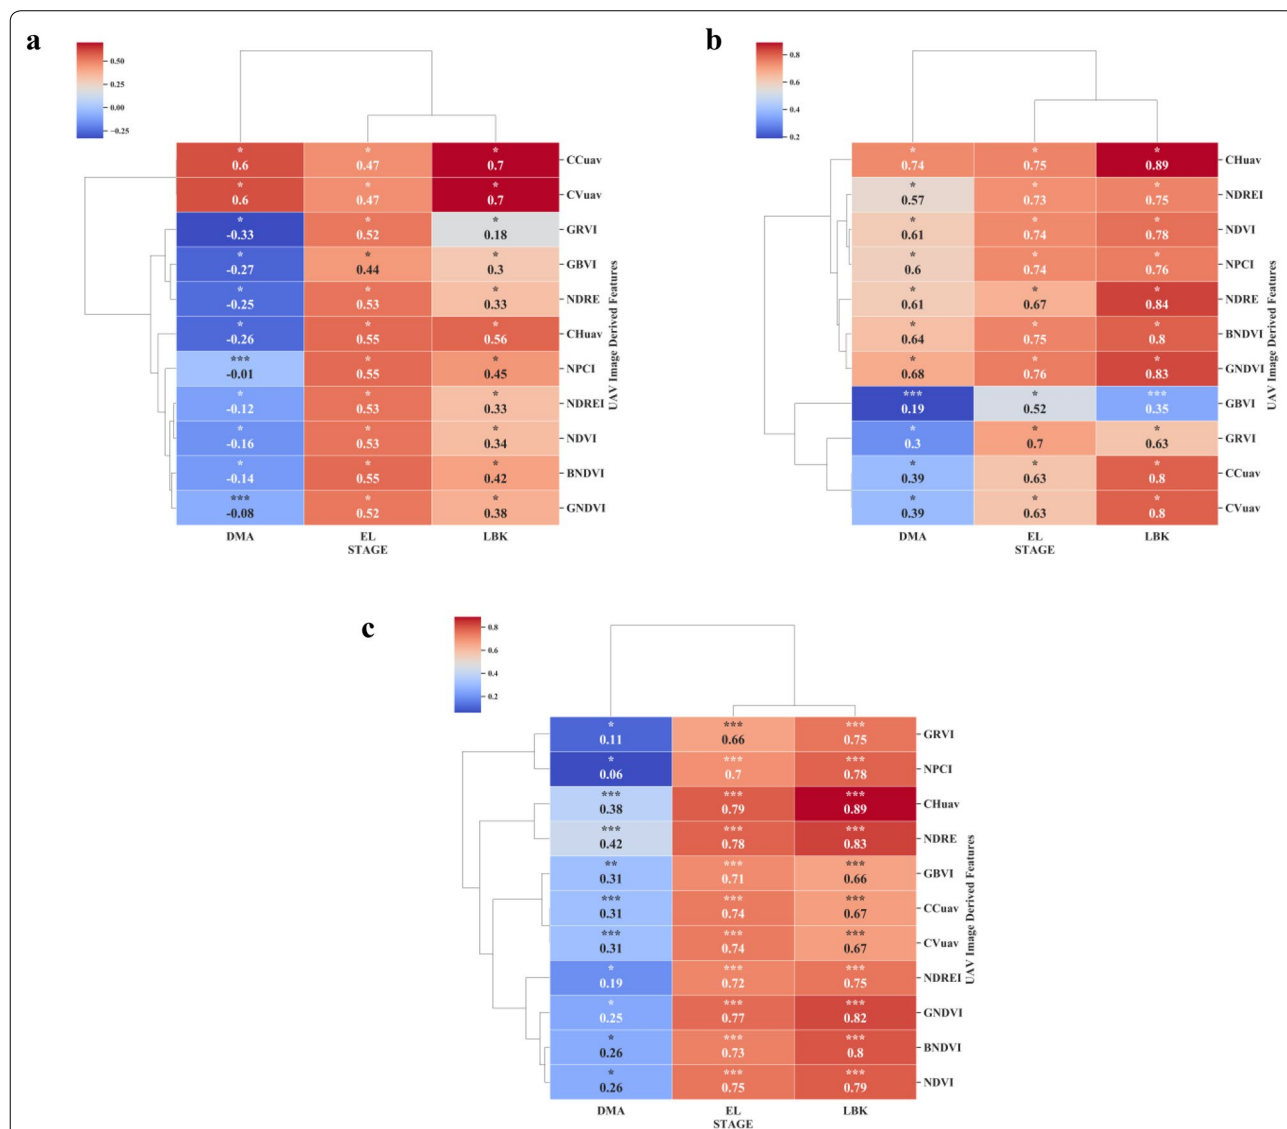 a
0.50
0.25
0.00
−0.25
* * *
0.6 0.47 0.7 CCuav
* * *
0.6 0.47 0.7 CVuav
* * *
-0.33 0.52 0.18 GRVI
* * *
-0.27 0.44 0.3 GBVI
* * *
-0.25 0.53 0.33 NDRE
* * *
-0.26 0.55 0.56 CHuav
*** * *
-0.01 0.55 0.45 NPCI
* * *
-0.12 0.53 0.33 NDREI
* * *
-0.16 0.53 0.34 NDVI
* * *
-0.14 0.55 0.42 BNDVI
*** * *
-0.08 0.52 0.38 GNDVI
UAV Image Derived Features
DMA EL LBK
STAGE
b
0.8
0.6
0.4
0.2
* * *
0.74 0.75 0.89 CHuav
* * *
0.57 0.73 0.75 NDREI
* * *
0.61 0.74 0.78 NDVI
* * *
0.6 0.74 0.76 NPCI
* * *
0.61 0.67 0.84 NDRE
* * *
0.64 0.75 0.8 BNDVI
* * *
0.68 0.76 0.83 GNDVI
*** * ***
0.19 0.52 0.35 GBVI
* * *
0.3 0.7 0.63 GRVI
* * *
0.39 0.63 0.8 CCuav
* * *
0.39 0.63 0.8 CVuav
UAV Image Derived Features
DMA EL LBK
STAGE
c
0.8
0.6
0.4
0.2
* *** ***
0.11 0.66 0.75 GRVI
* *** ***
0.06 0.7 0.78 NPCI
*** *** ***
0.38 0.79 0.89 CHuav
*** *** ***
0.42 0.78 0.83 NDRE
** *** ***
0.31 0.71 0.66 GBVI
*** *** ***
0.31 0.74 0.67 CCuav
*** *** ***
0.31 0.74 0.67 CVuav
* *** ***
0.19 0.72 0.75 NDREI
* *** ***
0.25 0.77 0.82 GNDVI
* *** ***
0.26 0.73 0.8 BNDVI
* *** ***
0.26 0.75 0.79 NDVI
UAV Image Derived Features
DMA EL LBK
STAGE